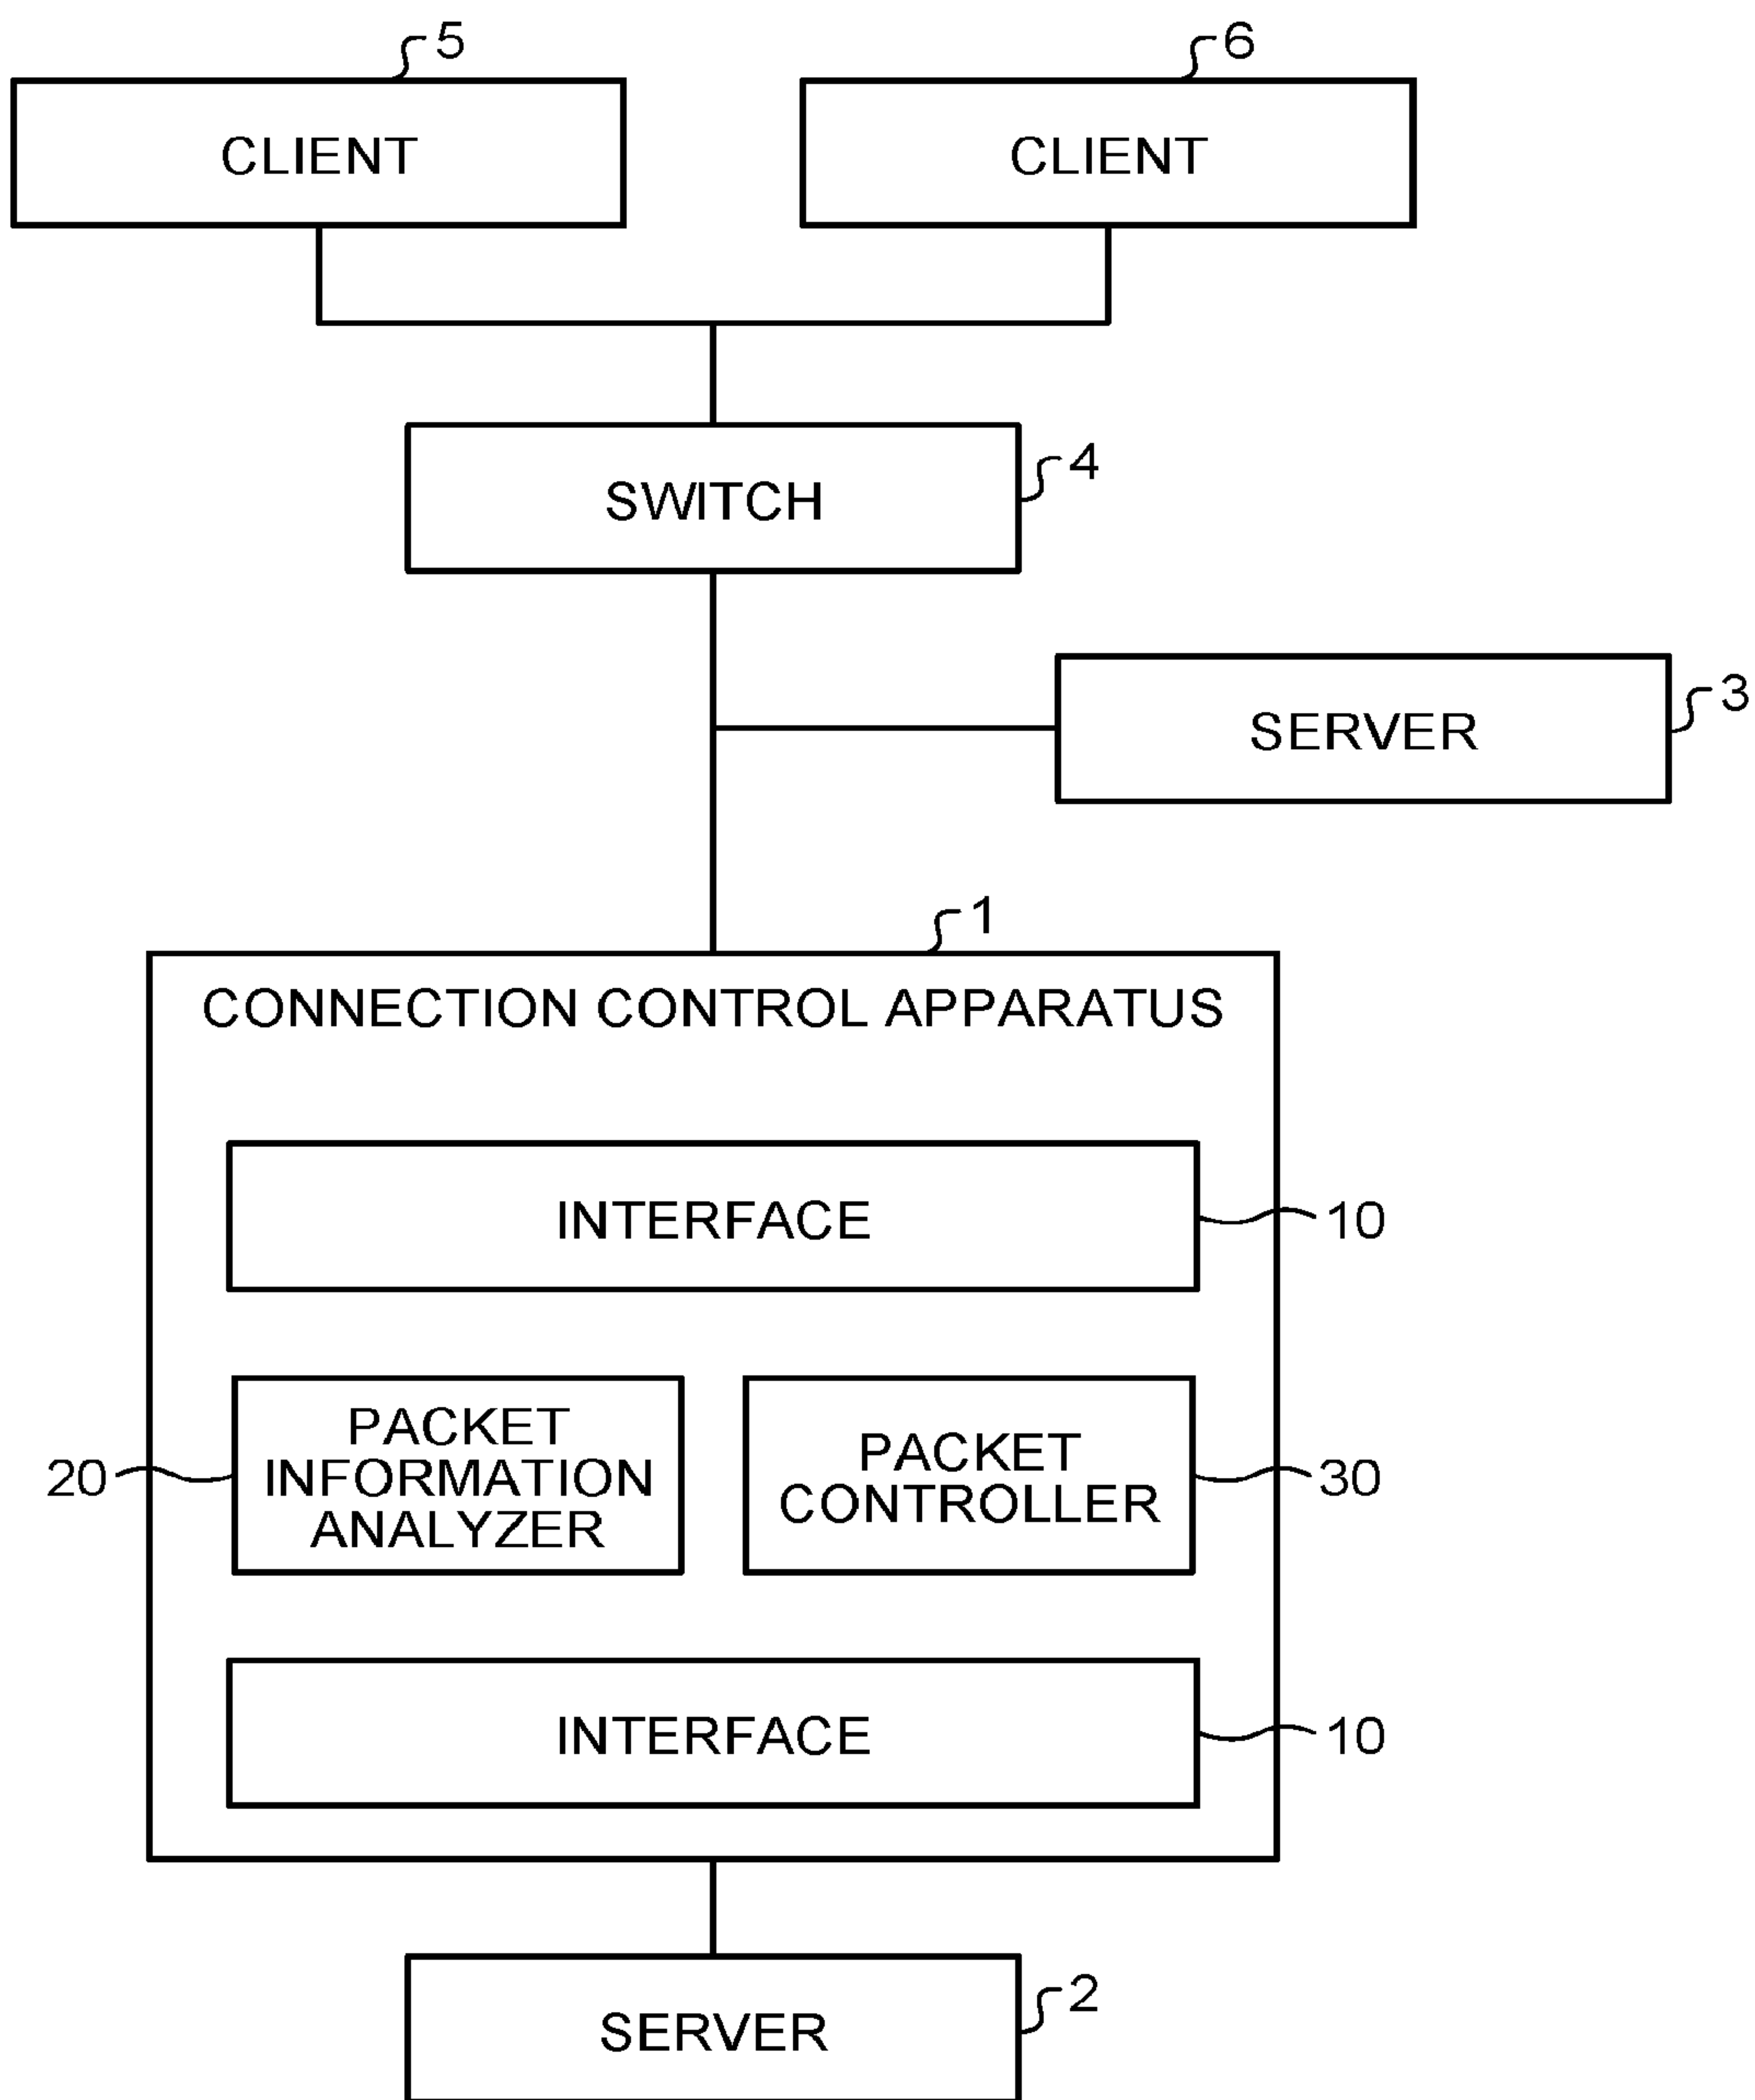 5
6
CLIENT
CLIENT
4
SWITCH
3
SERVER
1
CONNECTION CONTROL APPARATUS
INTERFACE
10
PACKET
INFORMATION
ANALYZER
20
PACKET
CONTROLLER
30
INTERFACE
10
2
SERVER